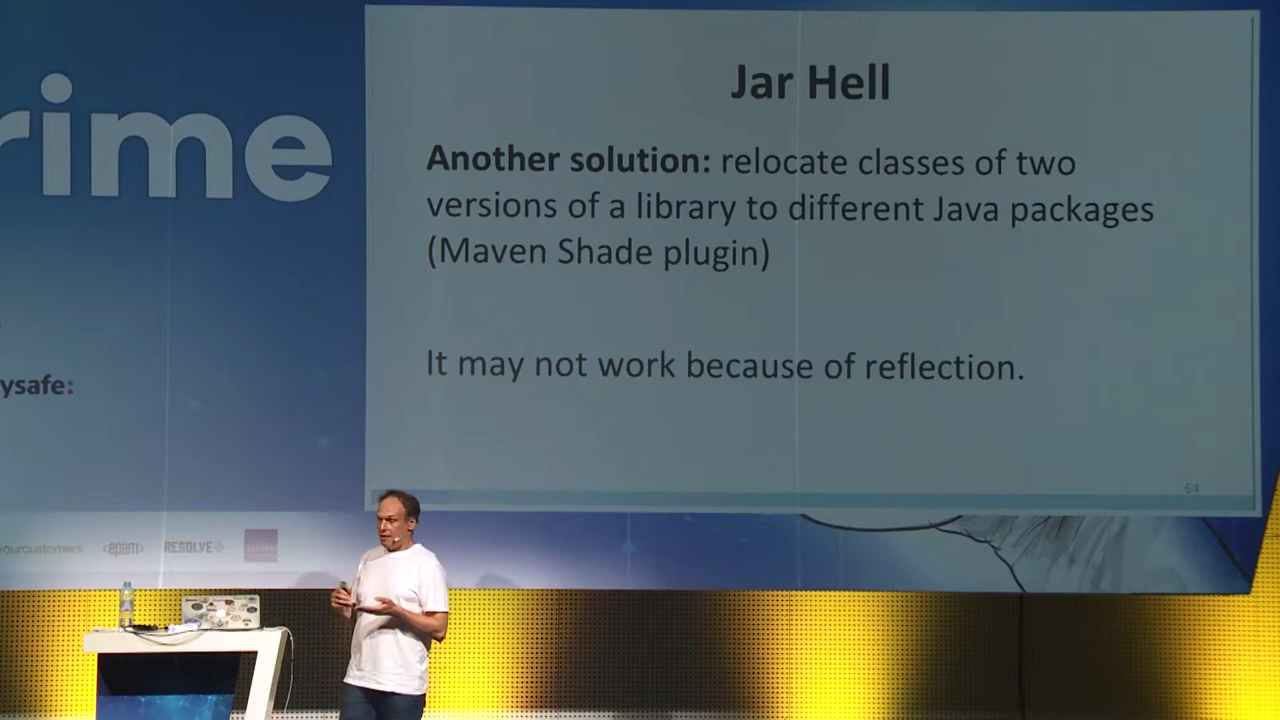 Jar Hell
Another solution: relocate classes of two
versions of a library to different Java packages
(Maven Shade plugin)
It may not work because of reflection.
64
rime
ysafe:
yourcustomers
<epam>
RESOLVE